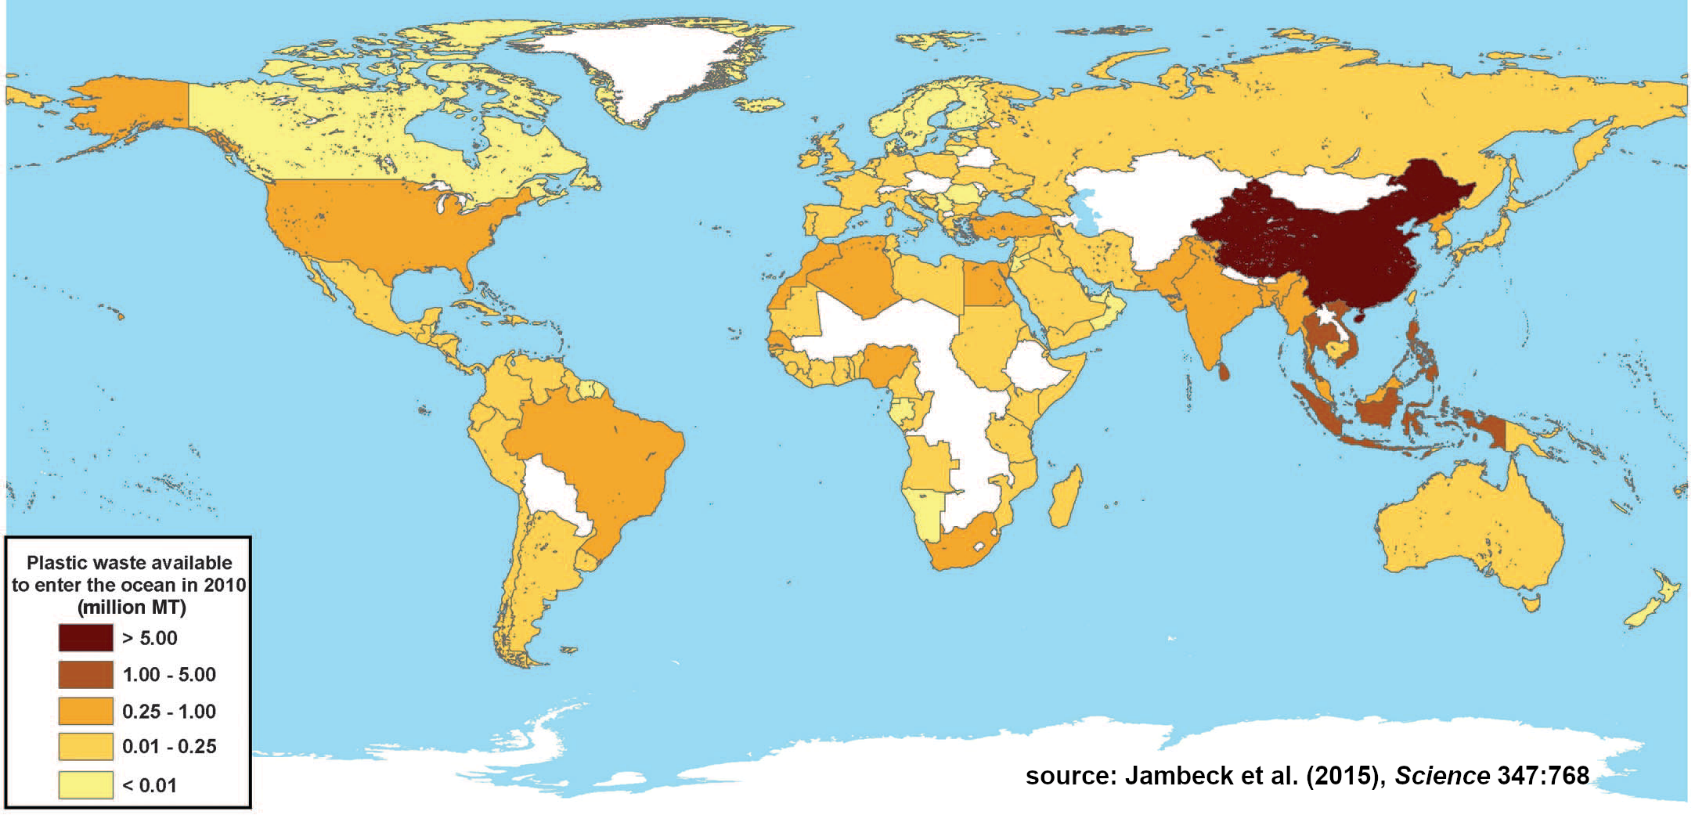 Plastic waste available
to enter the ocean in 2010
(million MT)
> 5.00
1.00 - 5.00
0.25 - 1.00
0.01 - 0.25
< 0.01
source: Jambeck et al. (2015), Science 347:768